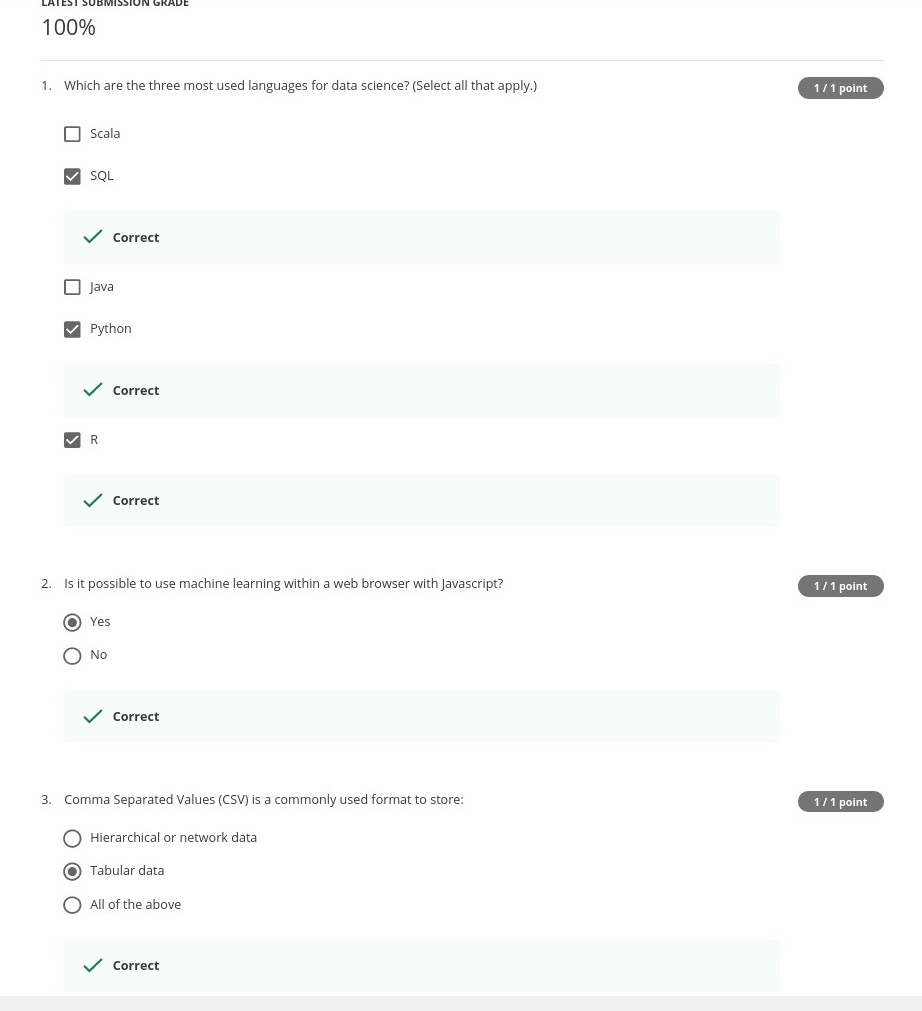 LATEST SUBMISSION GRADE
100%
1. Which are the three most used languages for data science? (Select all that apply.)
1 / 1 point
Scala
SQL
Correct
Java
Python
Correct
R
Correct
2. Is it possible to use machine learning within a web browser with Javascript?
1 / 1 point
Yes
No
Correct
3. Comma Separated Values (CSV) is a commonly used format to store:
1 / 1 point
Hierarchical or network data
Tabular data
All of the above
Correct